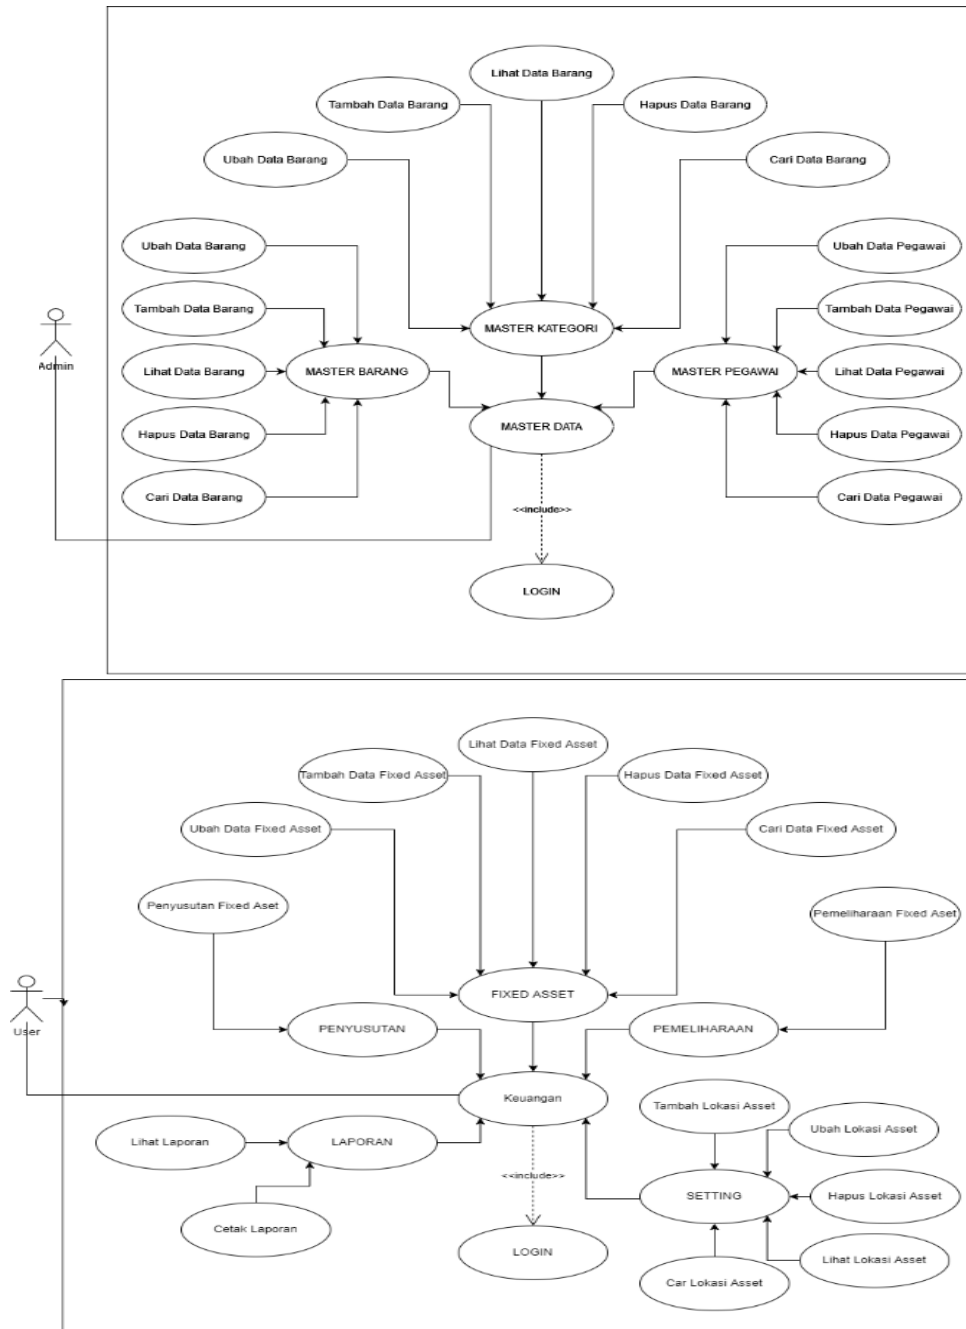 Lihat Data Barang
Tambah Data Barang
Hapus Data Barang
Ubah Data Barang
Cari Data Barang
Ubah Data Barang
Ubah Data Pegawai
Tambah Data Barang
Tambah Data Pegawai
MASTER KATEGORI
Admin
Lihat Data Barang
MASTER BARANG
MASTER PEGAWAI
Lihat Data Pegawai
MASTER DATA
Hapus Data Barang
Hapus Data Pegawai
Cari Data Barang
Cari Data Pegawai
<<include>>
LOGIN
Lihat Data Fixed Asset
Tambah Data Fixed Asset
Hapus Data Fixed Asset
Ubah Data Fixed Asset
Cari Data Fixed Asset
Penyusutan Fixed Aset
Pemeliharaan Fixed Aset
FIXED ASSET
User
PENYUSUTAN
PEMELIHARAAN
Keuangan
Tambah Lokasi Asset
Ubah Lokasi Asset
Lihat Laporan
LAPORAN
<<include>>
SETTING
Hapus Lokasi Asset
Cetak Laporan
LOGIN
Lihat Lokasi Asset
Car Lokasi Asset